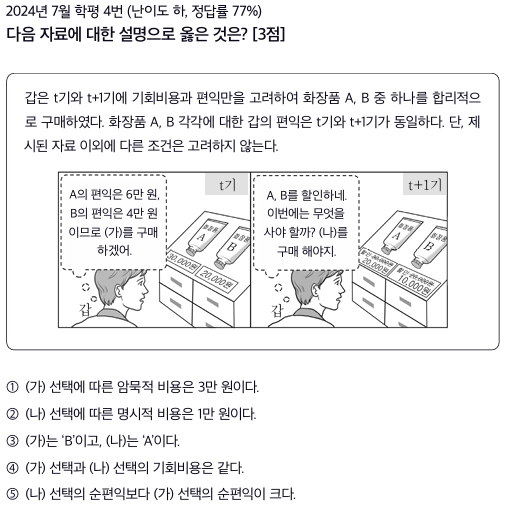 2024년 7월 학평 4번 (난이도 하, 정답률 77%)
다음 자료에 대한 설명으로 옳은 것은? [3점]
갑은 t기와 t+1기에 기회비용과 편익만을 고려하여 화장품 A, B 중 하나를 합리적으
로 구매하였다. 화장품 A, B 각각에 대한 갑의 편익은 t기와 t+1기가 동일하다. 단, 제
시된 자료 이외에 다른 조건은 고려하지 않는다.
t기
A의 편익은 6만 원,
B의 편익은 4만 원
이므로 (가)를 구매
하겠어.
화장품 A
화장품 B
30,000원
20,000원
갑
t+1기
A, B를 할인하네.
이번에는 무엇을
사야 할까? (나)를
구매 해야지.
화장품 A
화장품 B
할인 30,000원
20,000원
할인 20,000원
10,000원
갑
① (가) 선택에 따른 암묵적 비용은 3만 원이다.
② (나) 선택에 따른 명시적 비용은 1만 원이다.
③ (가)는 ‘B’이고, (나)는 ‘A’이다.
④ (가) 선택과 (나) 선택의 기회비용은 같다.
⑤ (나) 선택의 순편익보다 (가) 선택의 순편익이 크다.